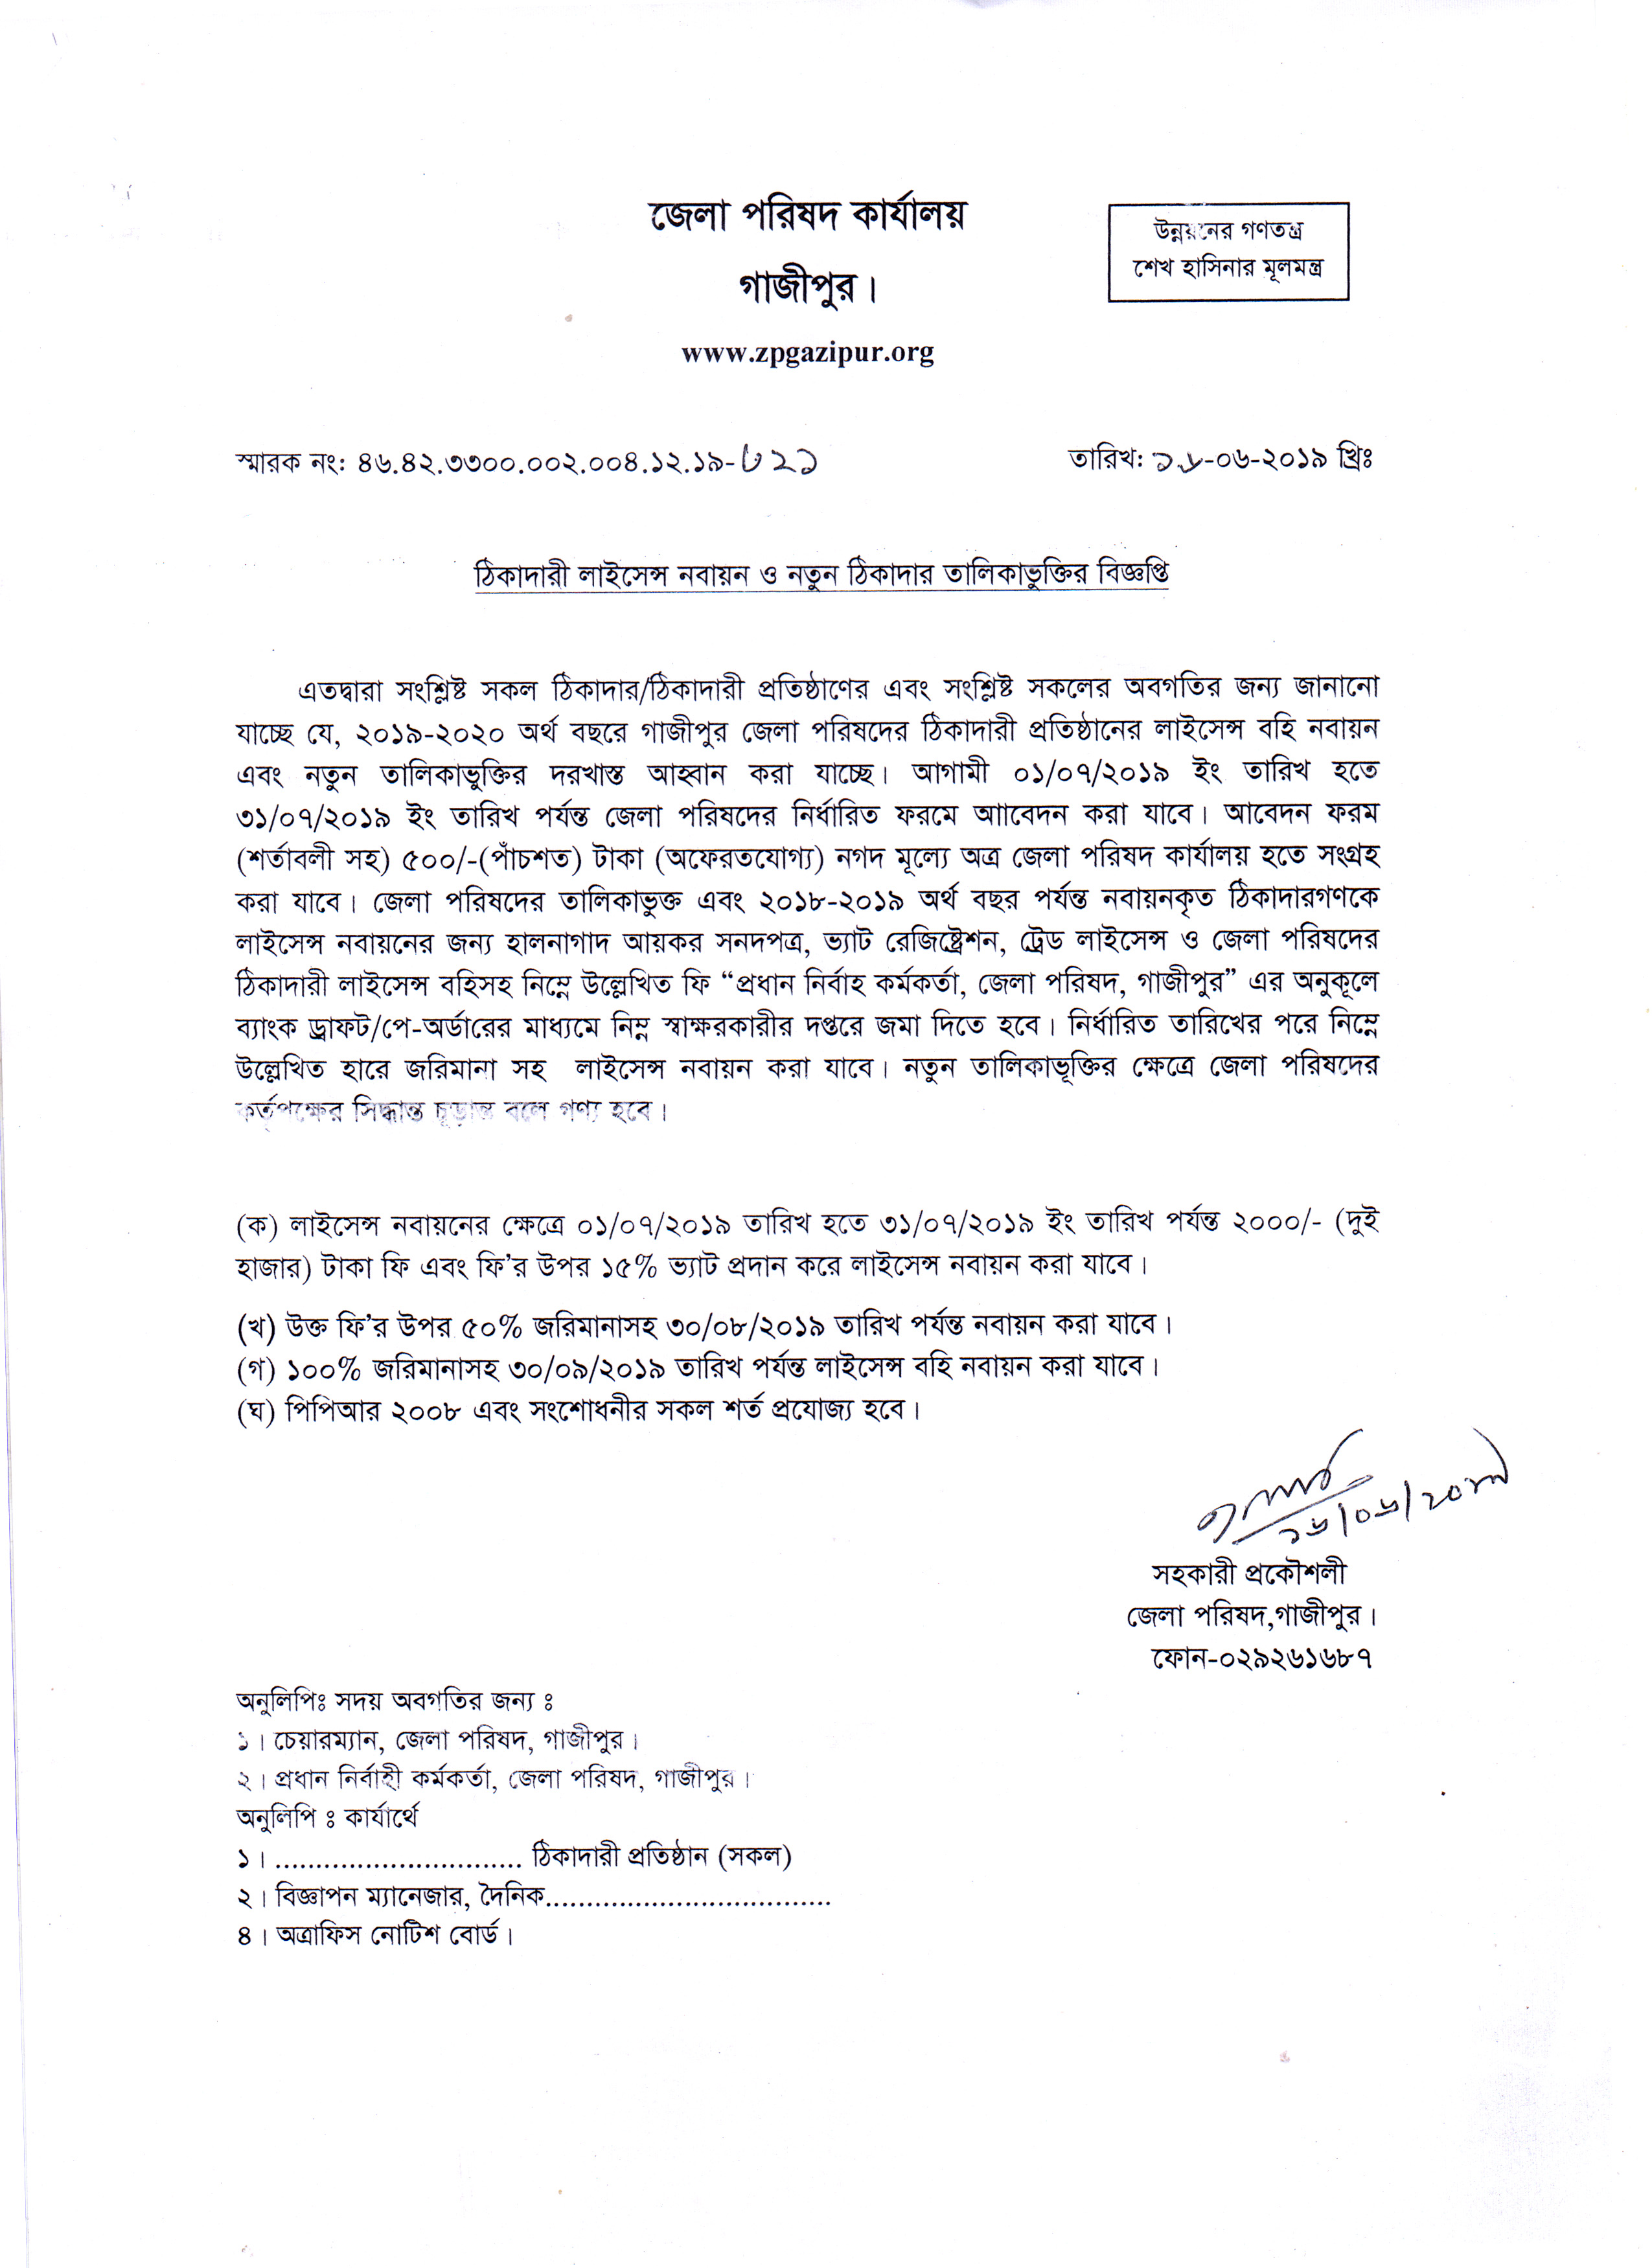 জেলা পরিষদ কার্যালয়
গাজীপুর।
www.zpgazipur.org
উন্নয়নের গণতন্ত্র
শেখ হাসিনার মূলমন্ত্র
স্মারক নং: ৪৬.৪২.৩৩০০.০০২.০০৪.১২.১৯-৬২১
তারিখ: ১৬-০৬-২০১৯ খ্রিঃ
ঠিকাদারী লাইসেন্স নবায়ন ও নতুন ঠিকাদার তালিকাভুক্তির বিজ্ঞপ্তি
এতদ্বারা সংশ্লিষ্ট সকল ঠিকাদার/ঠিকাদারী প্রতিষ্ঠাণের এবং সংশ্লিষ্ট সকলের অবগতির জন্য জানানো
যাচ্ছে যে, ২০১৯-২০২০ অর্থ বছরে গাজীপুর জেলা পরিষদের ঠিকাদারী প্রতিষ্ঠানের লাইসেন্স বহি নবায়ন
এবং নতুন তালিকাভুক্তির দরখাস্ত আহ্বান করা যাচ্ছে। আগামী ০১/০৭/২০১৯ ইং তারিখ হতে
৩১/০৭/২০১৯ ইং তারিখ পর্যন্ত জেলা পরিষদের নির্ধারিত ফরমে আাবেদন করা যাবে। আবেদন ফরম
(শর্তাবলী সহ) ৫০০/-(পাঁচশত) টাকা (অফেরতযোগ্য) নগদ মূল্যে অত্র জেলা পরিষদ কার্যালয় হতে সংগ্রহ
করা যাবে। জেলা পরিষদের তালিকাভুক্ত এবং ২০১৮-২০১৯ অর্থ বছর পর্যন্ত নবায়নকৃত ঠিকাদারগণকে
লাইসেন্স নবায়নের জন্য হালনাগাদ আয়কর সনদপত্র, ভ্যাট রেজিষ্ট্রেশন, ট্রেড লাইসেন্স ও জেলা পরিষদের
ঠিকাদারী লাইসেন্স বহিসহ নিম্নে উল্লেখিত ফি “প্রধান নির্বাহ কর্মকর্তা, জেলা পরিষদ, গাজীপুর” এর অনুকূলে
ব্যাংক ড্রাফট/পে-অর্ডারের মাধ্যমে নিম্ন স্বাক্ষরকারীর দপ্তরে জমা দিতে হবে। নির্ধারিত তারিখের পরে নিম্নে
উল্লেখিত হারে জরিমানা সহ লাইসেন্স নবায়ন করা যাবে। নতুন তালিকাভূক্তির ক্ষেত্রে জেলা পরিষদের
কর্তৃপক্ষের সিদ্ধান্ত চূড়ান্ত বলে গণ্য হবে।
(ক) লাইসেন্স নবায়নের ক্ষেত্রে ০১/০৭/২০১৯ তারিখ হতে ৩১/০৭/২০১৯ ইং তারিখ পর্যন্ত ২০০০/- (দুই
হাজার) টাকা ফি এবং ফি’র উপর ১৫% ভ্যাট প্রদান করে লাইসেন্স নবায়ন করা যাবে।
(খ) উক্ত ফি’র উপর ৫০% জরিমানাসহ ৩০/০৮/২০১৯ তারিখ পর্যন্ত নবায়ন করা যাবে।
(গ) ১০০% জরিমানাসহ ৩০/০৯/২০১৯ তারিখ পর্যন্ত লাইসেন্স বহি নবায়ন করা যাবে।
(ঘ) পিপিআর ২০০৮ এবং সংশোধনীর সকল শর্ত প্রযোজ্য হবে।
১৬/০৬/২০১৯
সহকারী প্রকৌশলী
জেলা পরিষদ,গাজীপুর।
ফোন-০২৯২৬১৬৮৭
অনুলিপিঃ সদয় অবগতির জন্য ঃ
১। চেয়ারম্যান, জেলা পরিষদ, গাজীপুর।
২। প্রধান নির্বাহী কর্মকর্তা, জেলা পরিষদ, গাজীপুর।
অনুলিপি ঃ কার্যার্থে
১। .............................. ঠিকাদারী প্রতিষ্ঠান (সকল)
২। বিজ্ঞাপন ম্যানেজার, দৈনিক..................................
৪। অত্রাফিস নোটিশ বোর্ড।